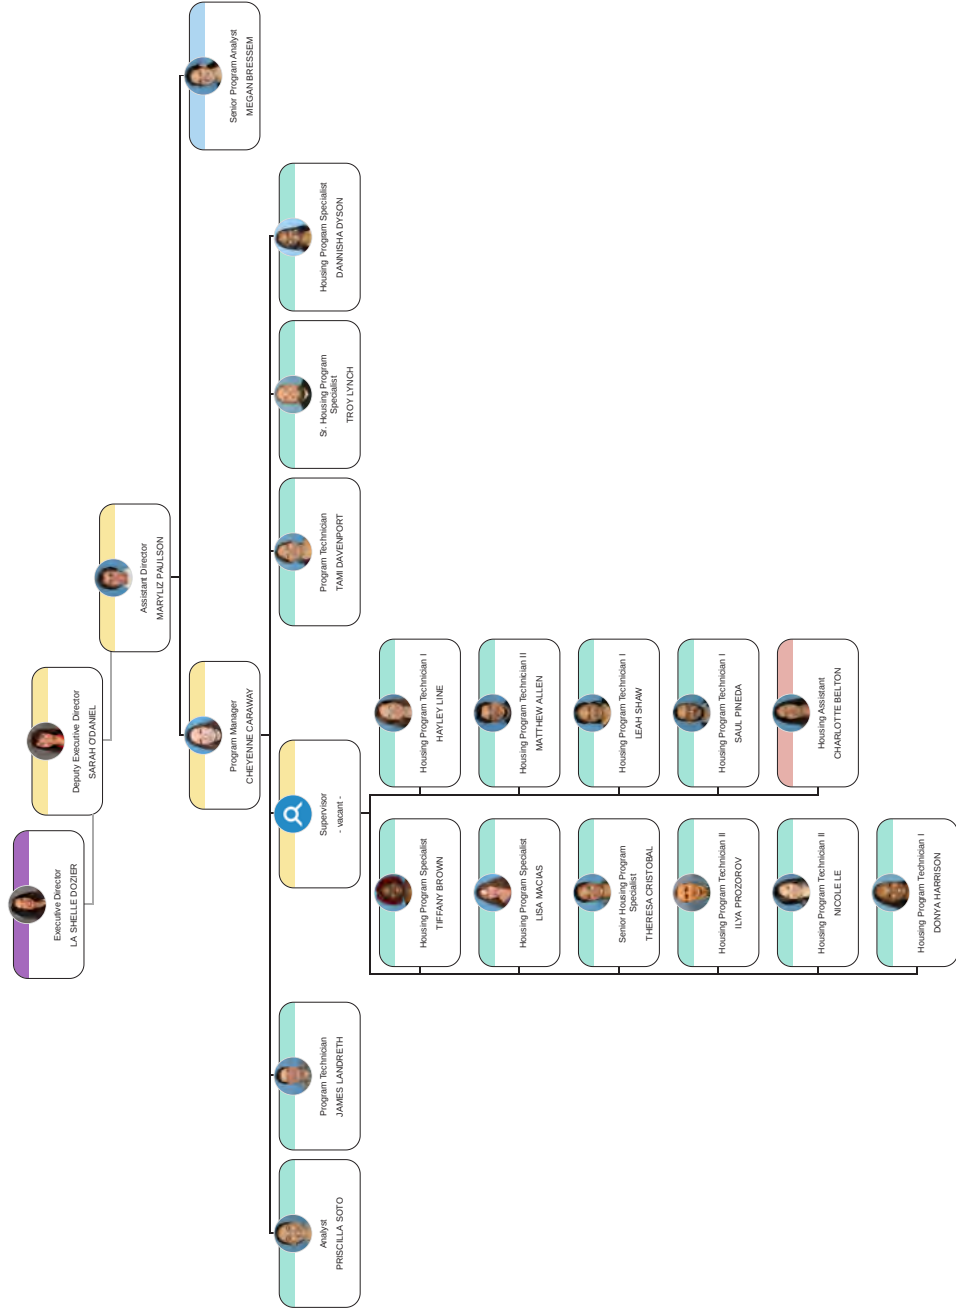 Executive Director
LA SHELLE DOZIER
Deputy Executive Director
SARAH O'DANIEL
Assistant Director
MARYLIZ PAULSON
Program Manager
CHEYENNE CARAWAY
Senior Program Analyst
MEGAN BRESSEM
Analyst
PRISCILLA SOTO
Program Technician
JAMES LANDRETH
Supervisor
- vacant -
Program Technician
TAMI DAVENPORT
Sr. Housing Program
Specialist
TROY LYNCH
Housing Program Specialist
DANNISHA DYSON
Housing Program Specialist
TIFFANY BROWN
Housing Program Technician I
HAYLEY LINE
Housing Program Specialist
LISA MACIAS
Housing Program Technician II
MATTHEW ALLEN
Senior Housing Program
Specialist
THERESA CRISTOBAL
Housing Program Technician I
LEAH SHAW
Housing Program Technician II
ILYA PROZOROV
Housing Program Technician I
SAUL PINEDA
Housing Program Technician II
NICOLE LE
Housing Assistant
CHARLOTTE BELTON
Housing Program Technician I
DONYA HARRISON